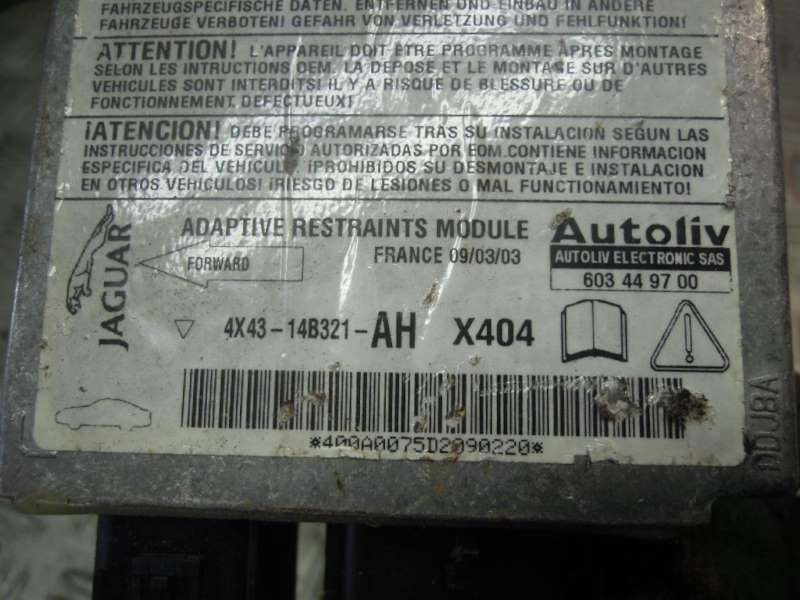 FAHRZEUGSPEZIFISCHE DATEN. ENTFERNEN UND EINBAU IN ANDERE
FAHRZEUGE VERBOTEN! GEFAHR VON VERLETZUNG UND FEHLFUNKTION!
ATTENTION! L'APPAREIL DOIT ÊTRE PROGRAMME APRES MONTAGE
SELON LES INTRUCTIONS OEM. LA DEPOSE ET LE MONTAGE SUR D'AUTRES
VEHICULES SONT INTERDITS! IL Y A RISQUE DE BLESSURE OU DE
FONCTIONNEMENT DEFECTUEUX!
¡ATENCION! DEBE PROGRAMARSE TRAS SU INSTALACION SEGUN LAS
INSTRUCCIONES DE SERVICIO AUTORIZADAS POR EOM.CONTIENE INFORMACION
ESPECIFICA DEL VEHICULO. ¡PROHIBIDOS SU DESMONTAJE E INSTALACION
EN OTROS VEHICULOS! ¡RIESGO DE LESIONES O MAL FUNCIONAMIENTO!
JAGUAR
ADAPTIVE RESTRAINTS MODULE
FORWARD
FRANCE 09/03/03
Autoliv
AUTOLIV ELECTRONIC SAS
603 44 97 00
4X43-14B321-AH X404
*400A0075D2090220*
DDJBA